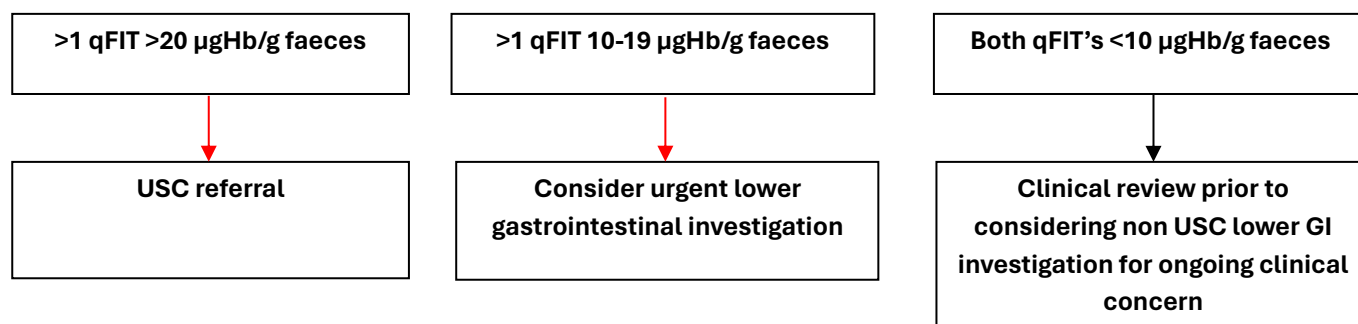 >1 qFIT >20 µgHb/g faeces
USC referral
>1 qFIT 10-19 µgHb/g faeces
Consider urgent lower
gastrointestinal investigation
Both qFIT’s <10 µgHb/g faeces
Clinical review prior to
considering non USC lower GI
investigation for ongoing clinical
concern